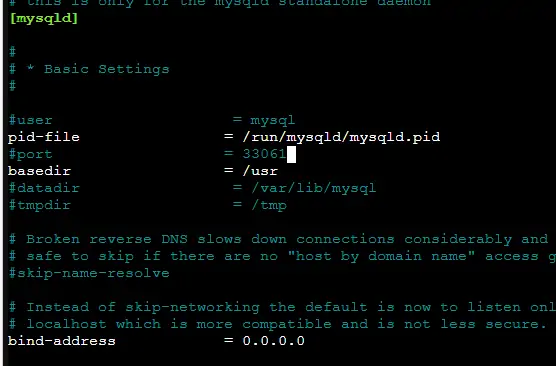 # this is only for the mysqld standalone daemon
[mysqld]
#
# * Basic Settings
#
#user = mysql
pid-file = /run/mysqld/mysqld.pid
#port = 33061
basedir = /usr
#datadir = /var/lib/mysql
#tmpdir = /tmp
# Broken reverse DNS slows down connections considerably and
# safe to skip if there are no "host by domain name" access g
#skip-name-resolve
# Instead of skip-networking the default is now to listen onl
# localhost which is more compatible and is not less secure.
bind-address = 0.0.0.0